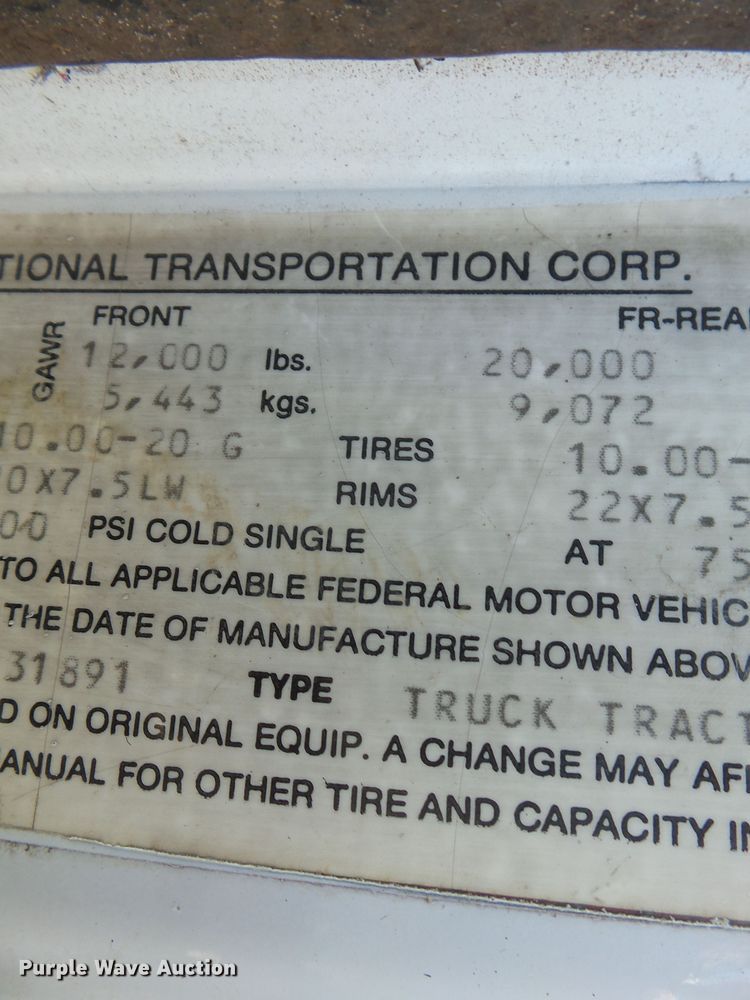 TIONAL TRANSPORTATION CORP.
FRONT FR-REA
GAWR 12,000 lbs. 20,000
5,443 kgs. 9,072
10.00-20 G TIRES 10.00-
0X7.5LW RIMS 22X7.5
00 PSI COLD SINGLE AT 75
TO ALL APPLICABLE FEDERAL MOTOR VEHIC
THE DATE OF MANUFACTURE SHOWN ABOV
31891 TYPE TRUCK TRACT
D ON ORIGINAL EQUIP. A CHANGE MAY AFF
ANUAL FOR OTHER TIRE AND CAPACITY IN
Purple Wave Auction